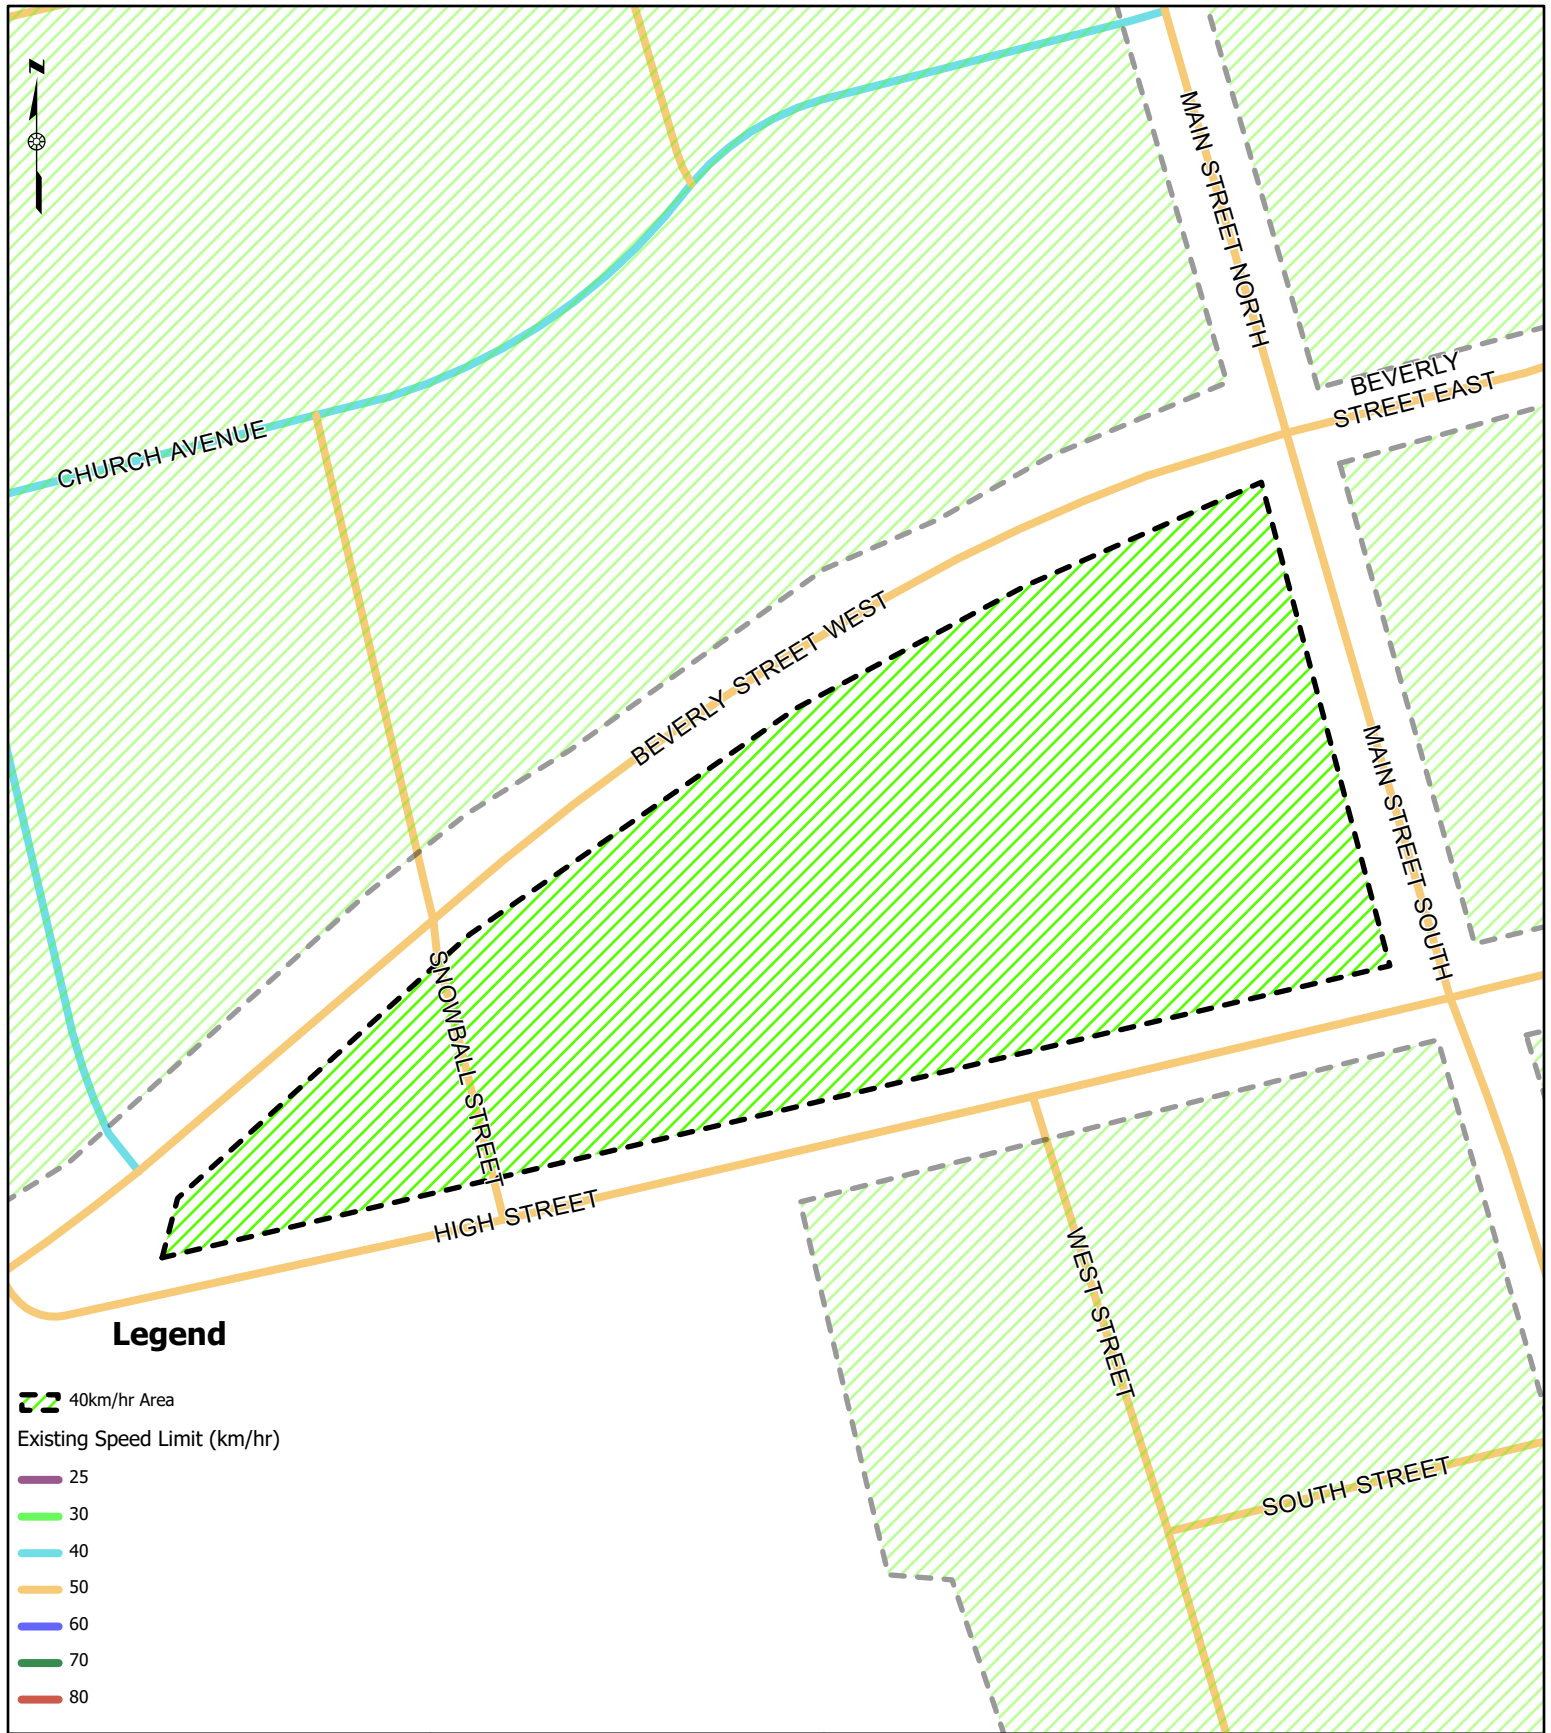 N
MAIN STREET NORTH
BEVERLY
STREET EAST
CHURCH AVENUE
BEVERLY STREET WEST
MAIN STREET SOUTH
SNOWBALL STREET
HIGH STREET
WEST STREET
SOUTH STREET
Legend
40km/hr Area
Existing Speed Limit (km/hr)
25
30
40
50
60
70
80